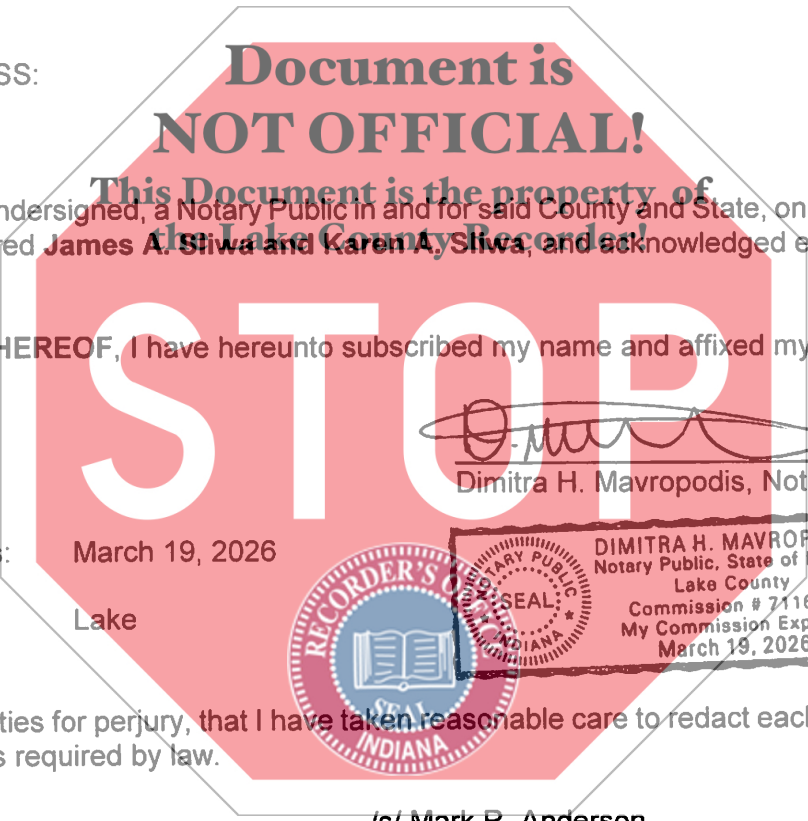 SS:
Document is
NOT OFFICIAL!
This Document is the property of
the Lake County Recorder!
ndersigned, a Notary Public in and for said County and State, on
red James A. Sliwa and Karen A. Sliwa, and acknowledged e
HEREOF, I have hereunto subscribed my name and affixed my
STOP
Dimitra H. Mavropodis, Not
s: March 19, 2026
Lake
DIMITRA H. MAVROP
Notary Public, State of
Lake County
Commission # 7116
My Commission Exp
March 19, 2026
NOTARY PUBLIC
SEAL
INDIANA
RECORDER'S OFFICE
SEAL
INDIANA
ties for perjury, that I have taken reasonable care to redact each
s required by law.
/s/ Mark R. Anderson